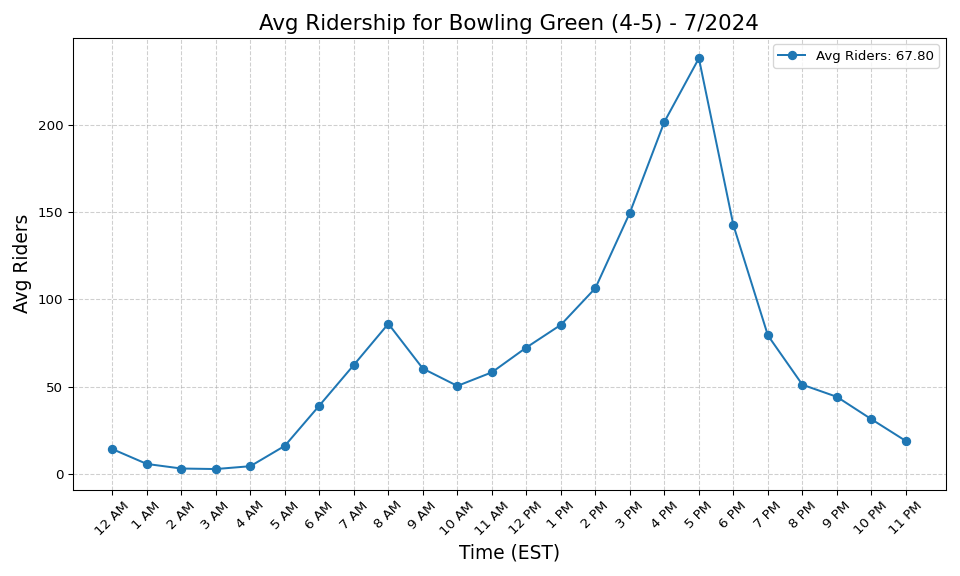 Avg Ridership for Bowling Green (4-5) - 7/2024
Avg Riders: 67.80
Avg Riders
200
150
100
50
0
12 AM
1 AM
2 AM
3 AM
4 AM
5 AM
6 AM
7 AM
8 AM
9 AM
10 AM
11 AM
12 PM
1 PM
2 PM
3 PM
4 PM
5 PM
6 PM
7 PM
8 PM
9 PM
10 PM
11 PM
Time (EST)